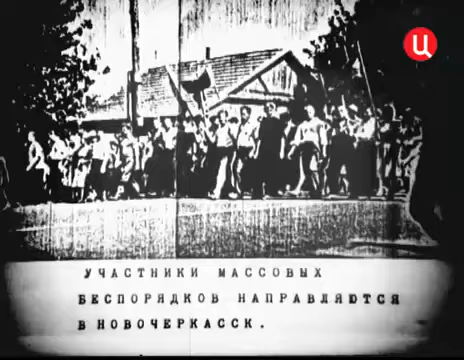 Ц
УЧАСТНИКИ МАССОВЫХ
БЕСПОРЯДКОВ НАПРАВЛЯЮТСЯ
В НОВОЧЕРКАССК.